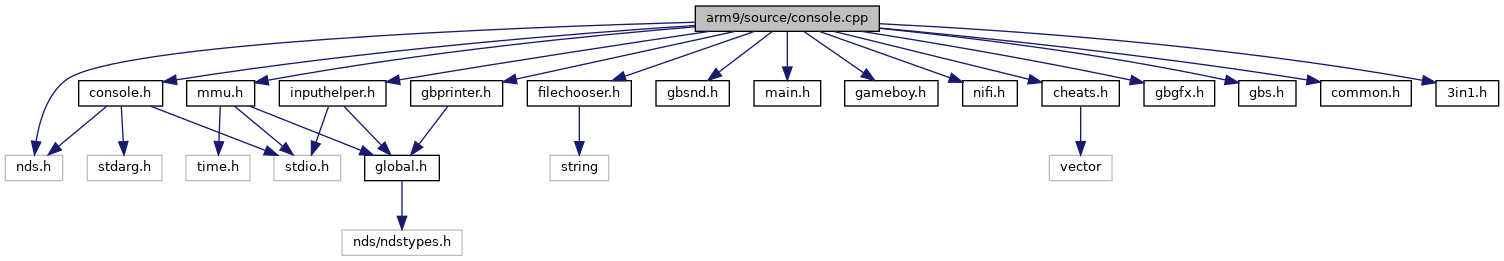 arm9/source/console.cpp
console.h
mmu.h
inputhelper.h
gbprinter.h
filechooser.h
gbsnd.h
main.h
gameboy.h
nifi.h
cheats.h
gbgfx.h
gbs.h
common.h
3in1.h
nds.h
stdarg.h
time.h
stdio.h
global.h
string
vector
nds/ndstypes.h